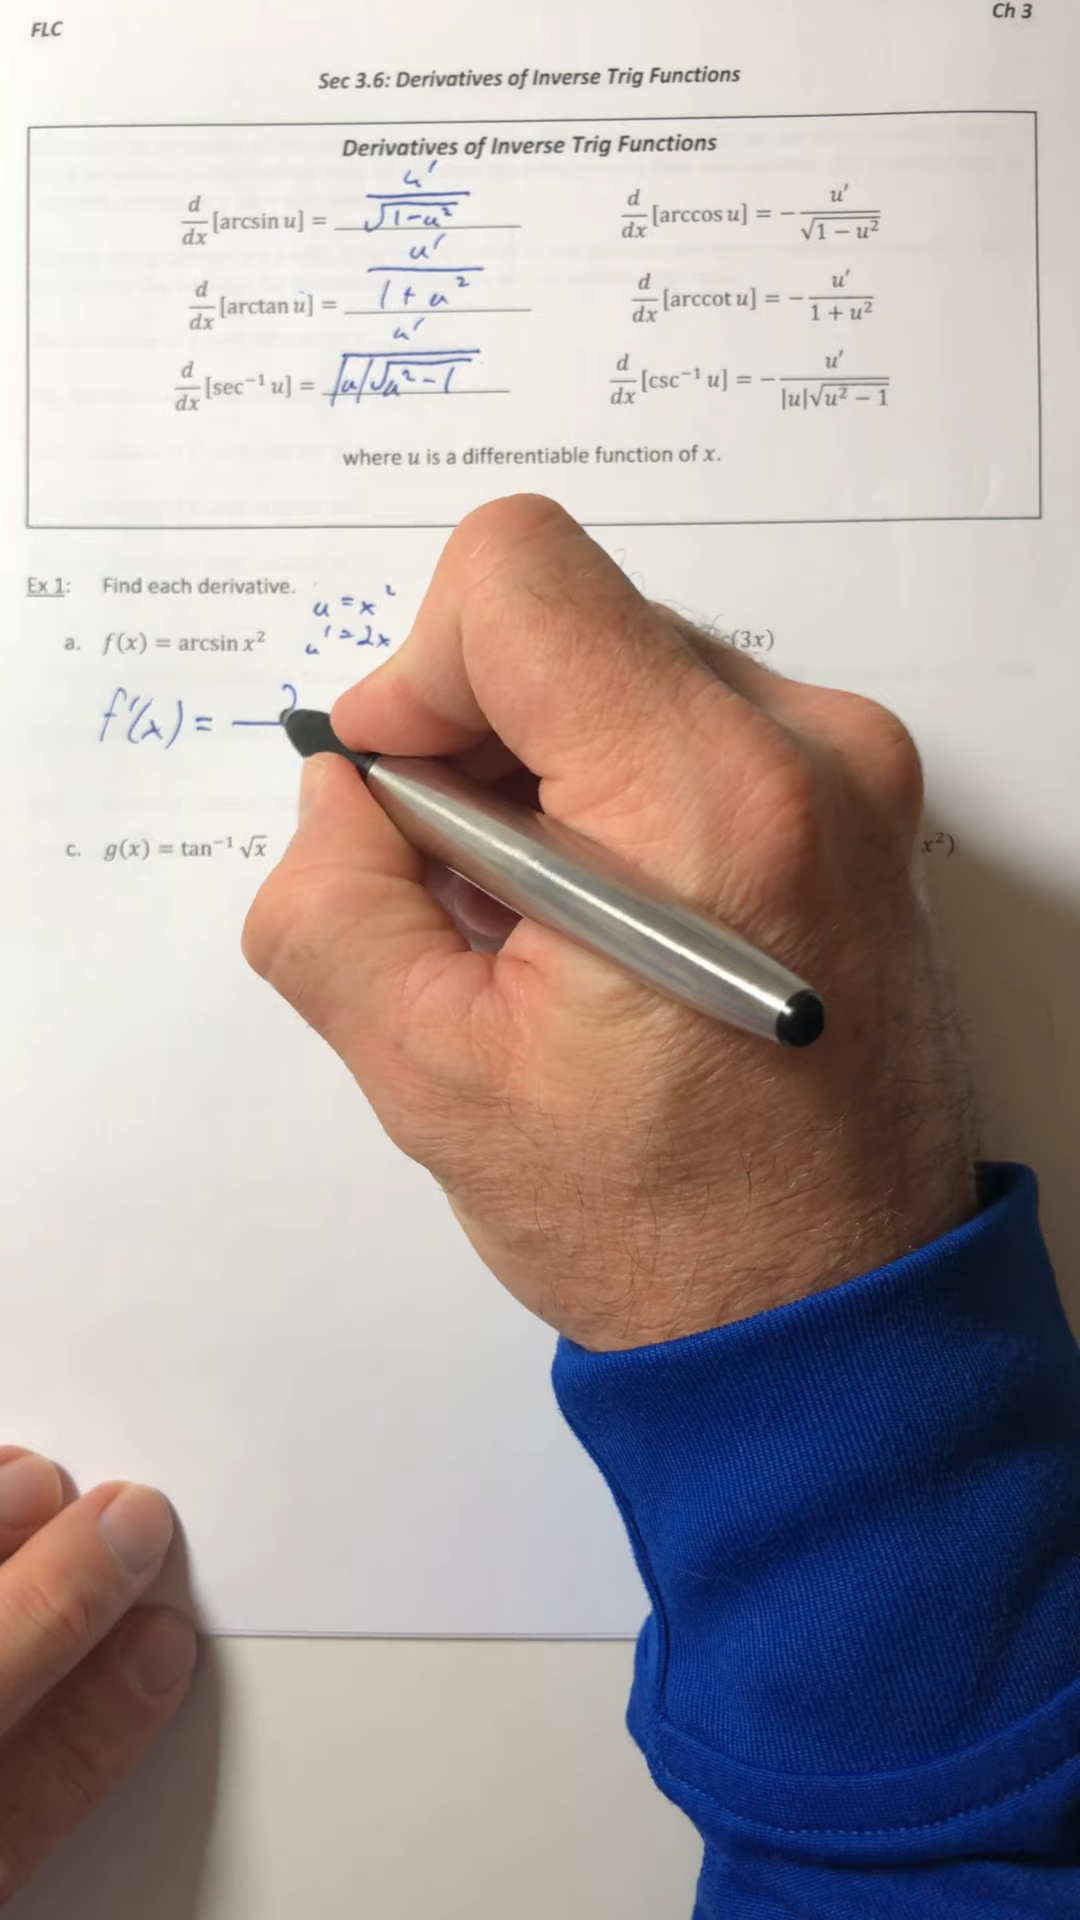 FLC
Ch 3
Sec 3.6: Derivatives of Inverse Trig Functions
Derivatives of Inverse Trig Functions
d/dx [arcsin u] = u'/√(1-u²)
d/dx [arccos u] = − u'/√(1 − u²)
d/dx [arctan u] = u'/(1+u²)
d/dx [arccot u] = − u'/(1 + u²)
d/dx [sec⁻¹ u] = u'/(|u|√(u²-1))
d/dx [csc⁻¹ u] = − u'/(|u|√(u² − 1))
where u is a differentiable function of x.
Ex 1: Find each derivative.
u = x²
a. f(x) = arcsin x²
u' = 2x
(3x)
f'(x) =
c. g(x) = tan⁻¹ √x
x²)